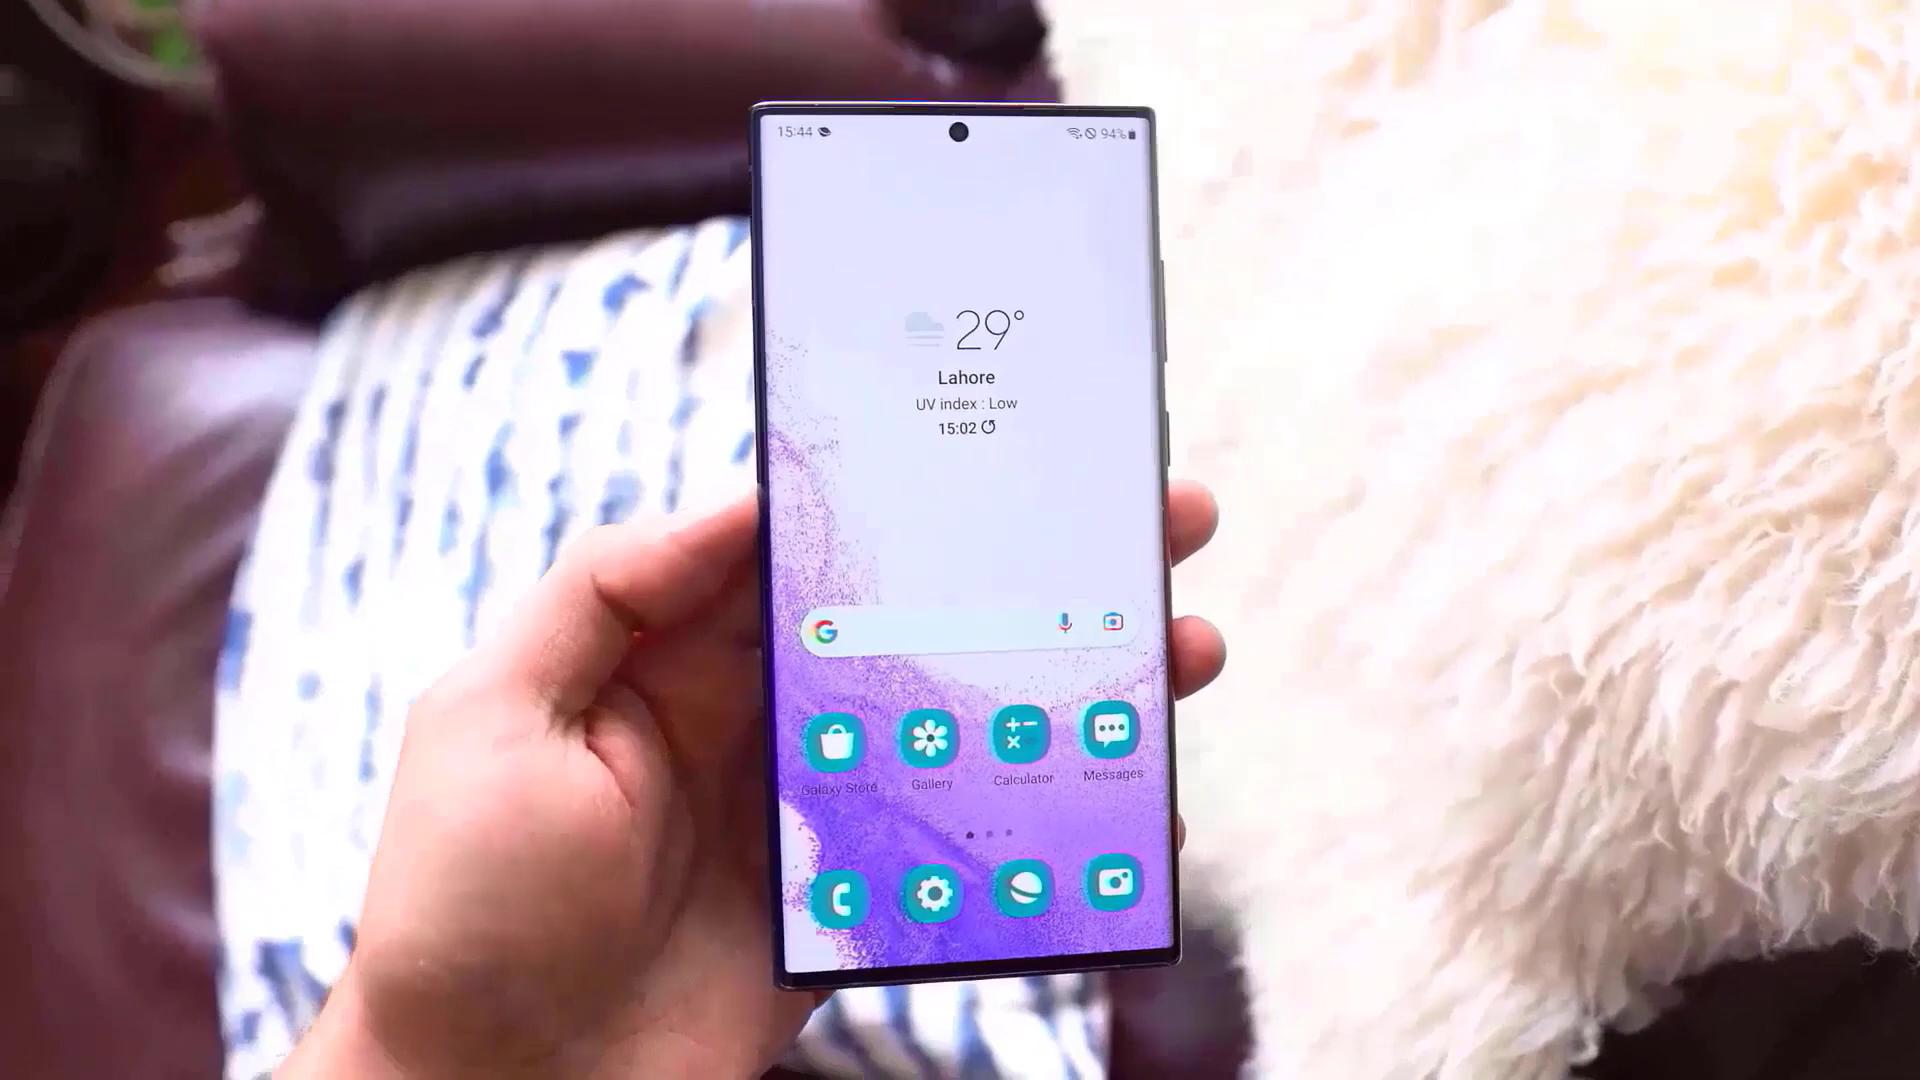 15:44
94%
29°
Lahore
UV index : Low
15:02
Galaxy Store
Gallery
Calculator
Messages